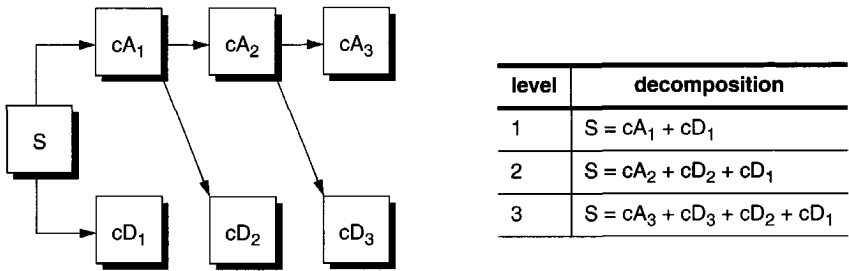 cA₁ cA₂ cA₃
S
cD₁ cD₂ cD₃
level decomposition
1 S = cA₁ + cD₁
2 S = cA₂ + cD₂ + cD₁
3 S = cA₃ + cD₃ + cD₂ + cD₁